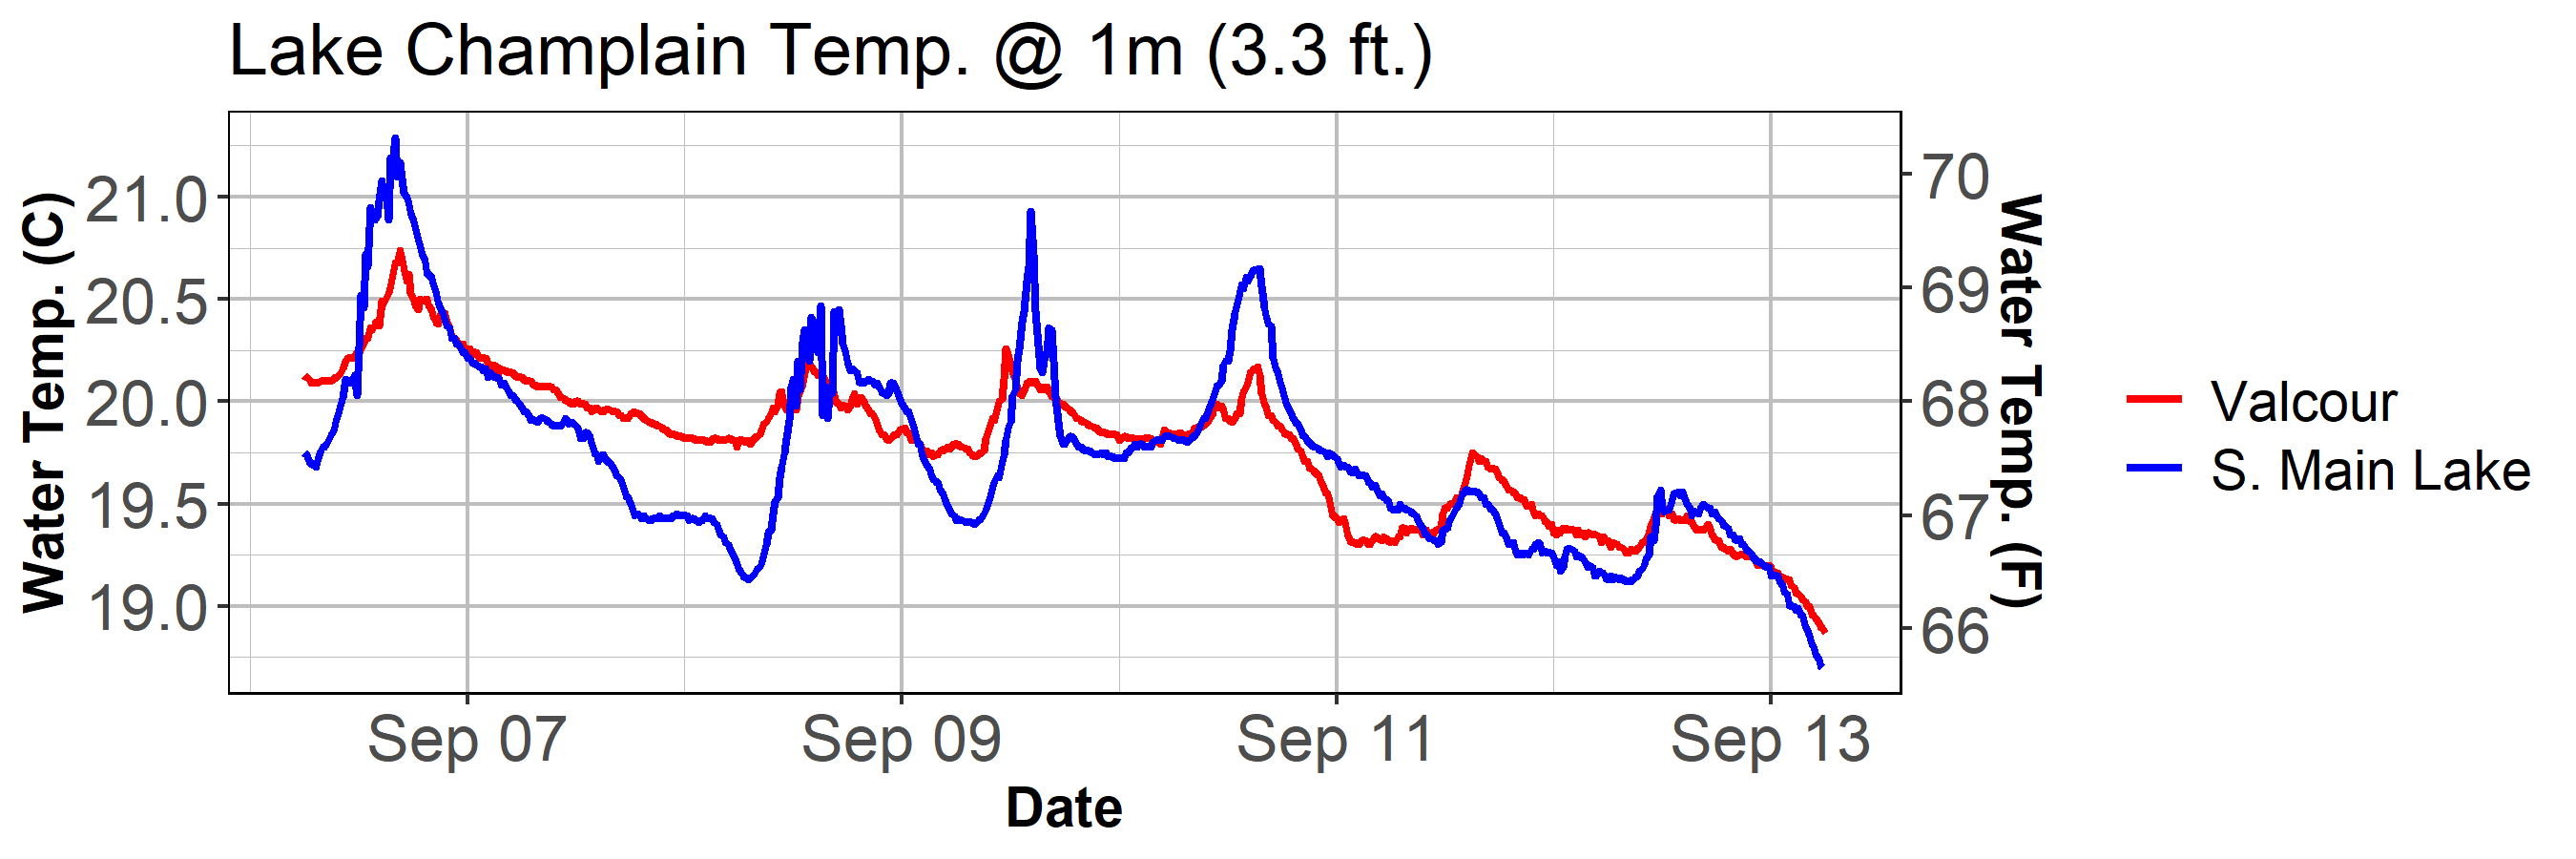 Lake Champlain Temp. @ 1m (3.3 ft.)
Water Temp. (C)
21.0
20.5
20.0
19.5
19.0
70
69
68
67
66
Water Temp. (F)
Sep 07
Sep 09
Sep 11
Sep 13
Date
Valcour
S. Main Lake